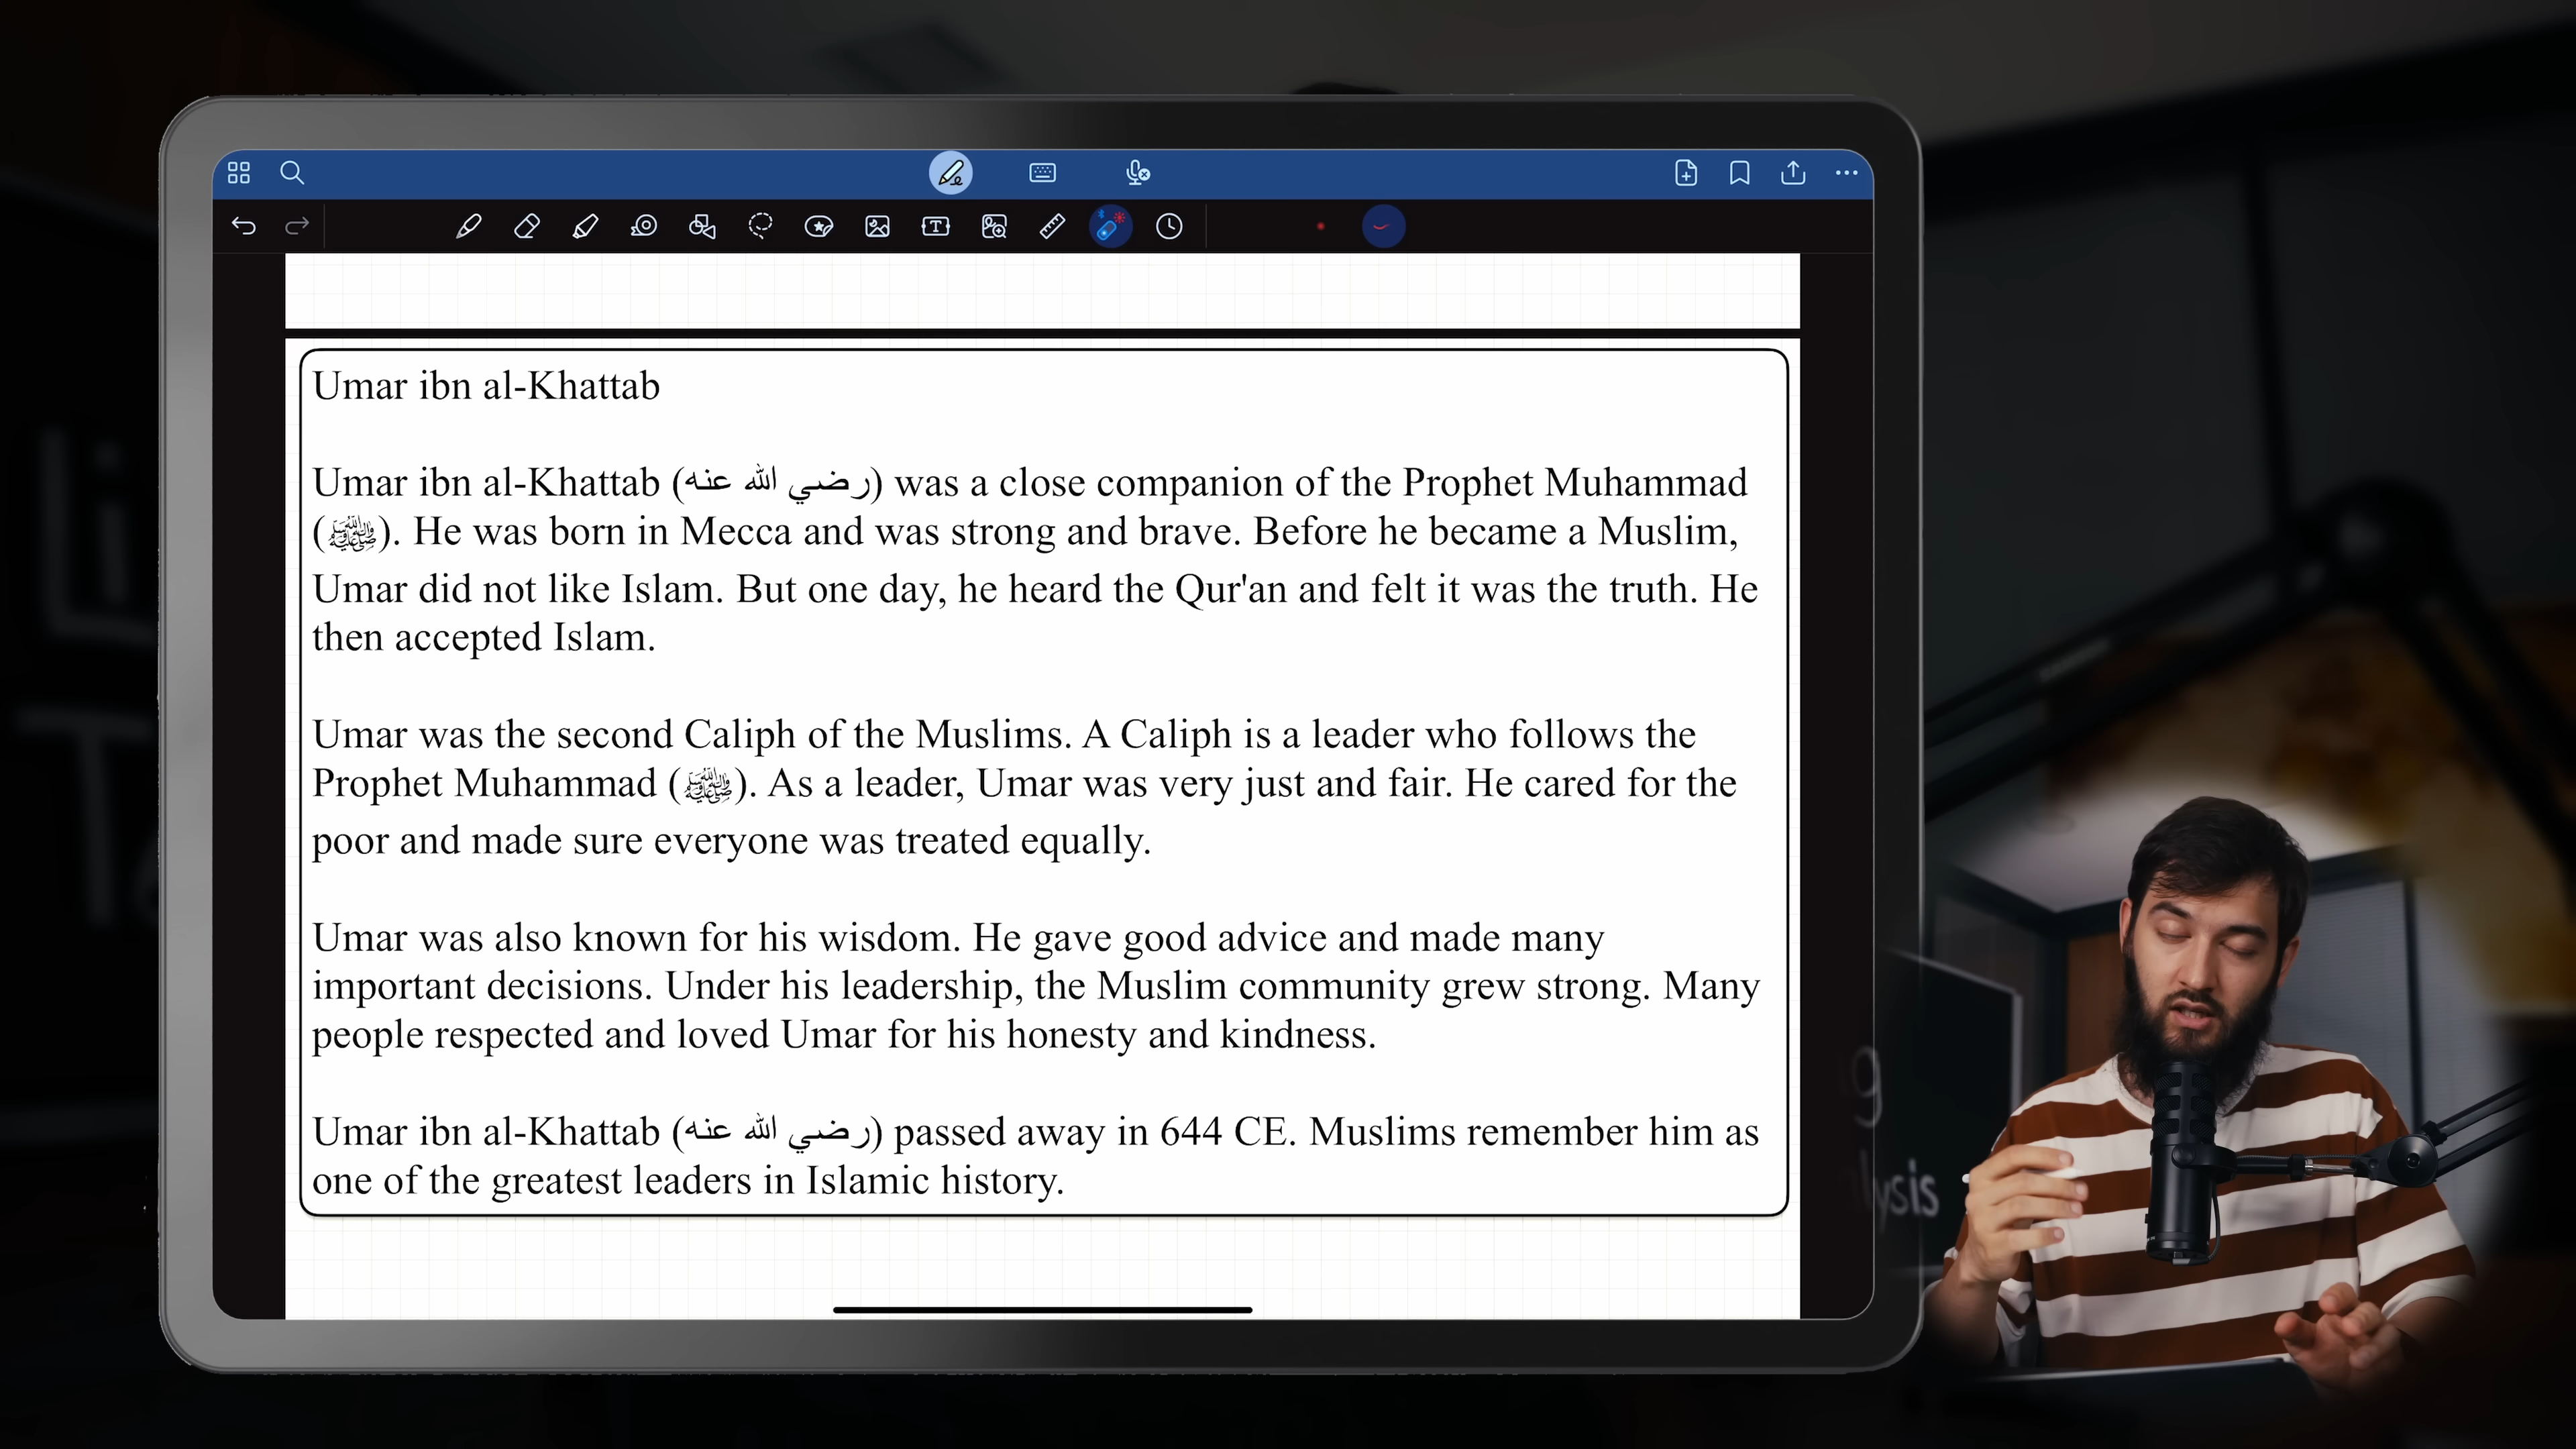 Umar ibn al-Khattab
Umar ibn al-Khattab (رضي الله عنه) was a close companion of the Prophet Muhammad
(ﷺ). He was born in Mecca and was strong and brave. Before he became a Muslim,
Umar did not like Islam. But one day, he heard the Qur'an and felt it was the truth. He
then accepted Islam.
Umar was the second Caliph of the Muslims. A Caliph is a leader who follows the
Prophet Muhammad (ﷺ). As a leader, Umar was very just and fair. He cared for the
poor and made sure everyone was treated equally.
Umar was also known for his wisdom. He gave good advice and made many
important decisions. Under his leadership, the Muslim community grew strong. Many
people respected and loved Umar for his honesty and kindness.
Umar ibn al-Khattab (رضي الله عنه) passed away in 644 CE. Muslims remember him as
one of the greatest leaders in Islamic history.